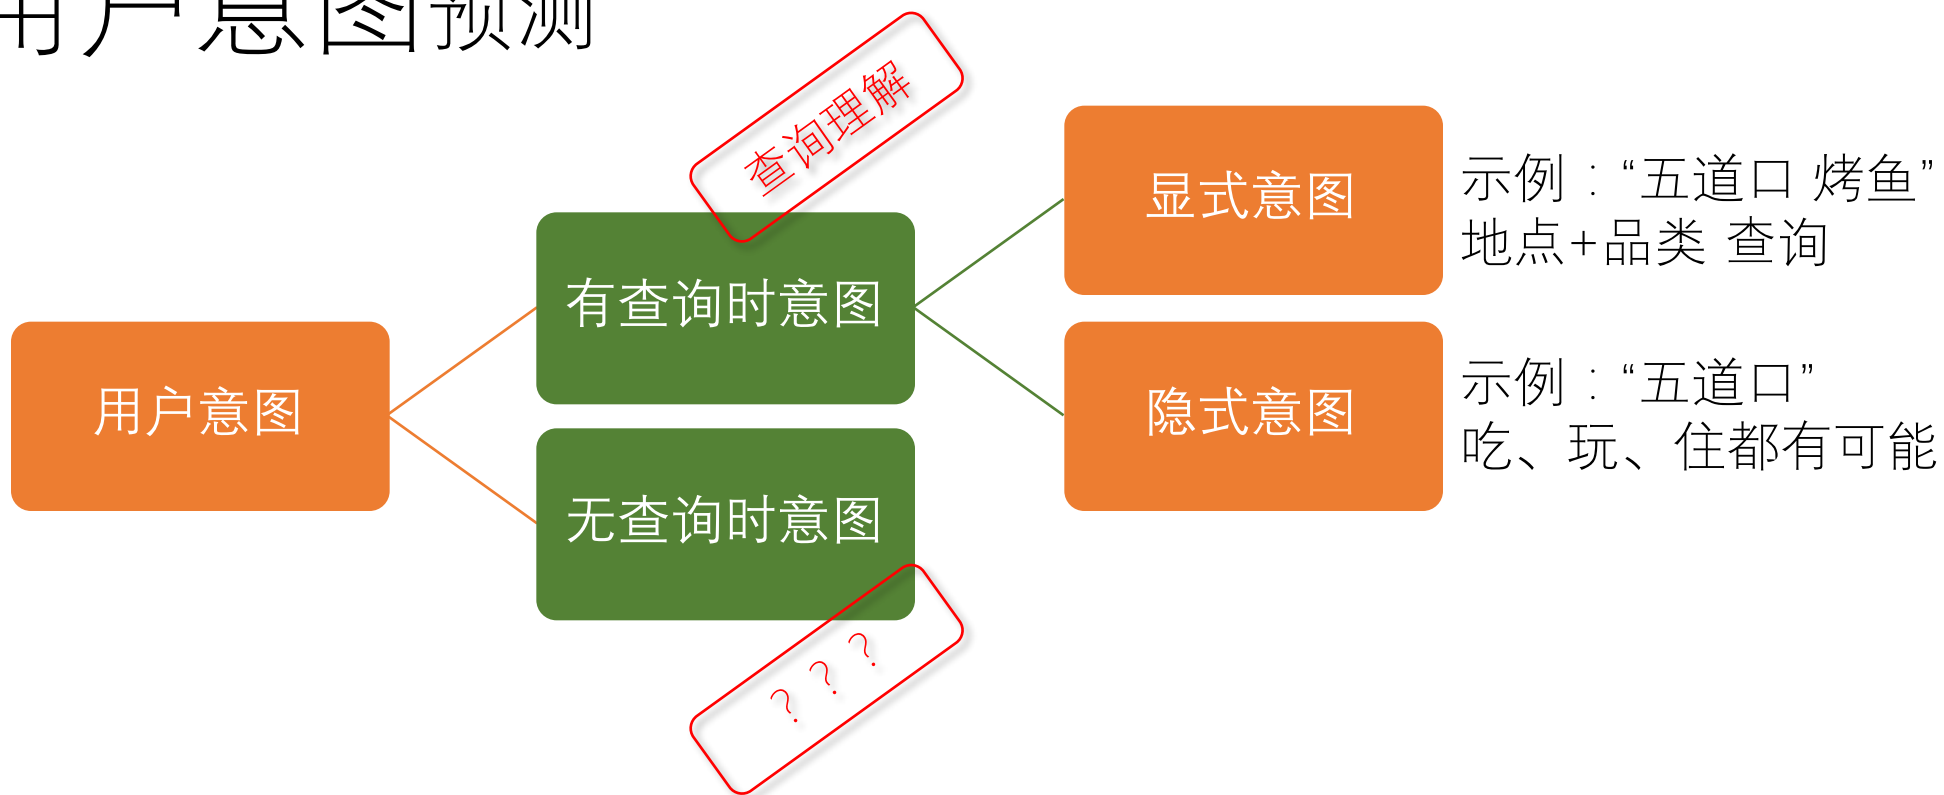 用户意图预测
查询理解
显式意图
示例：“五道口 烤鱼”
地点+品类 查询
有查询时意图
用户意图
隐式意图
示例：“五道口”
吃、玩、住都有可能
无查询时意图
？？？